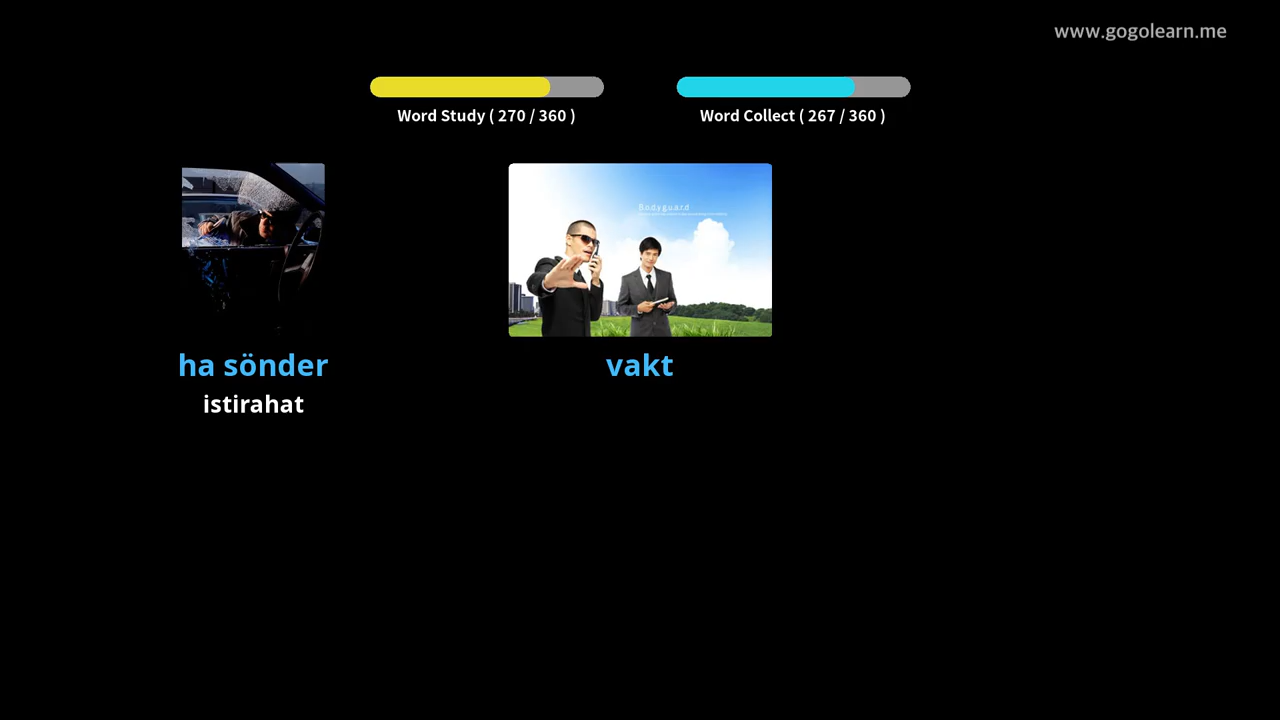 www.gogolearn.me
Word Study ( 270 / 360 )
Word Collect ( 267 / 360 )
Bodyguard
ha sönder
vakt
istirahat